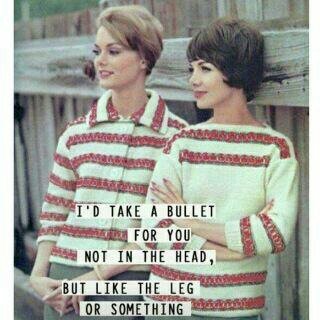 I'D TAKE A BULLET
FOR YOU
NOT IN THE HEAD,
BUT LIKE THE LEG
OR SOMETHING